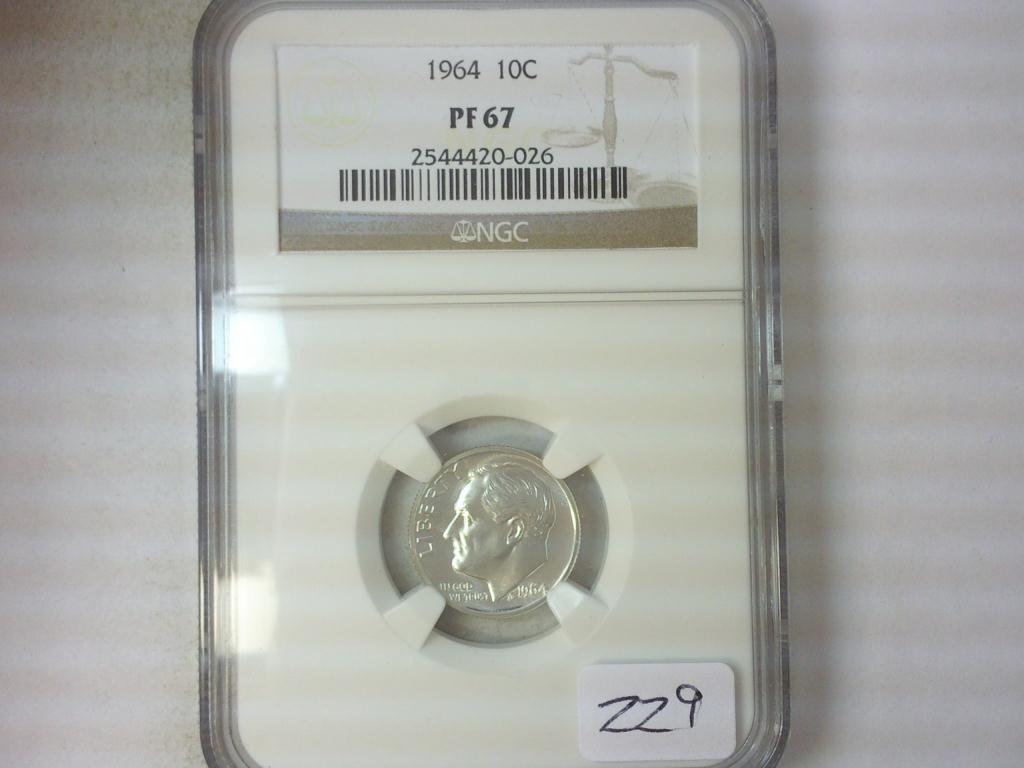 1964 10C
PF 67
2544420-026
NGC
LIBERTY
IN GOD
WE TRUST
1964
229